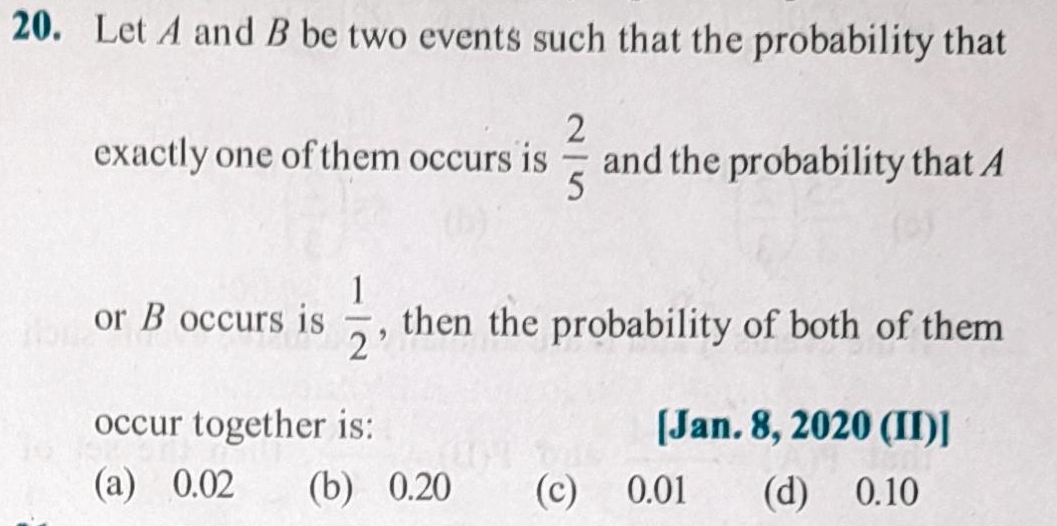 20. Let A and B be two events such that the probability that
exactly one of them occurs is 2/5 and the probability that A
or B occurs is 1/2, then the probability of both of them
occur together is: [Jan. 8, 2020 (II)]
(a) 0.02 (b) 0.20 (c) 0.01 (d) 0.10